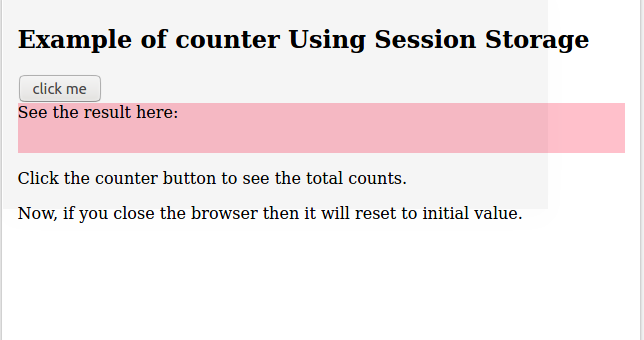 Example of counter Using Session Storage
click me
See the result here:
Click the counter button to see the total counts.
Now, if you close the browser then it will reset to initial value.